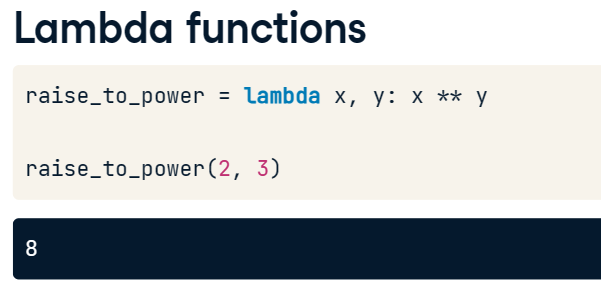 Lambda functions
raise_to_power = lambda x, y: x ** y
raise_to_power(2, 3)
8